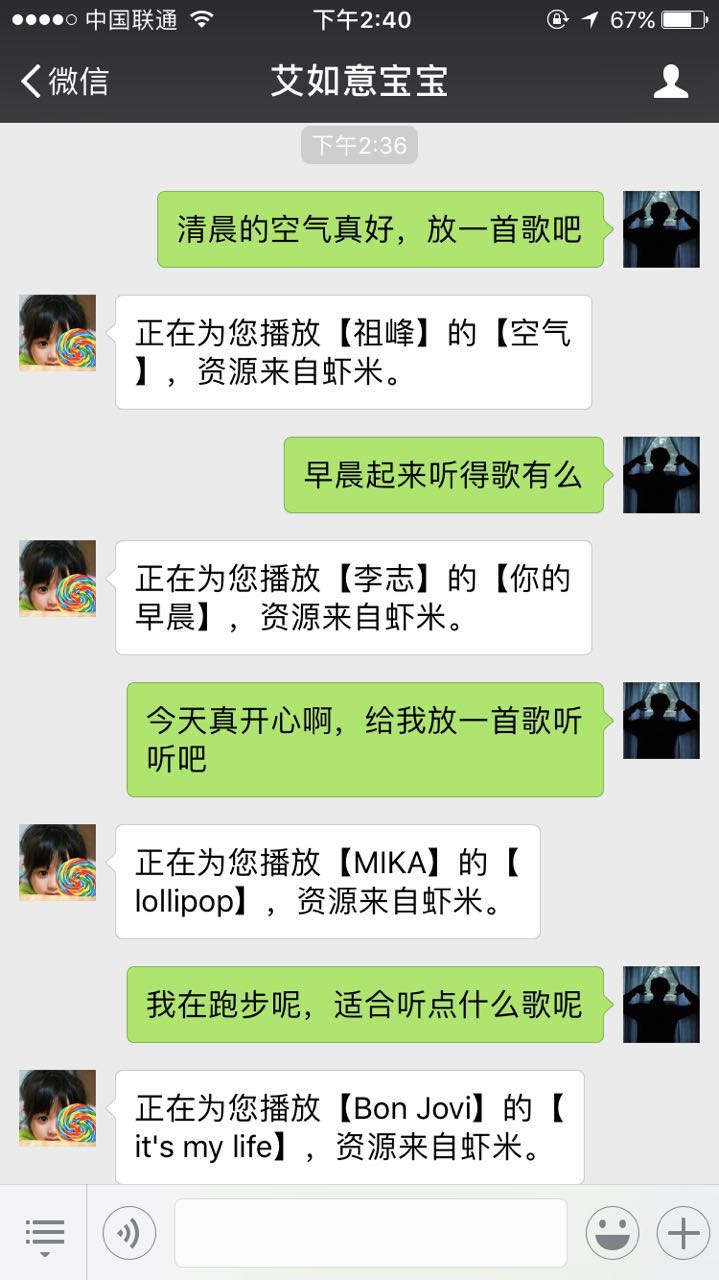 中国联通 下午2:40 67%
微信 艾如意宝宝
下午2:36
清晨的空气真好，放一首歌吧
正在为您播放【祖峰】的【空气
】，资源来自虾米。
早晨起来听得歌有么
正在为您播放【李志】的【你的
早晨】，资源来自虾米。
今天真开心啊，给我放一首歌听
听吧
正在为您播放【MIKA】的【
lollipop】，资源来自虾米。
我在跑步呢，适合听点什么歌呢
正在为您播放【Bon Jovi】的【
it's my life】，资源来自虾米。